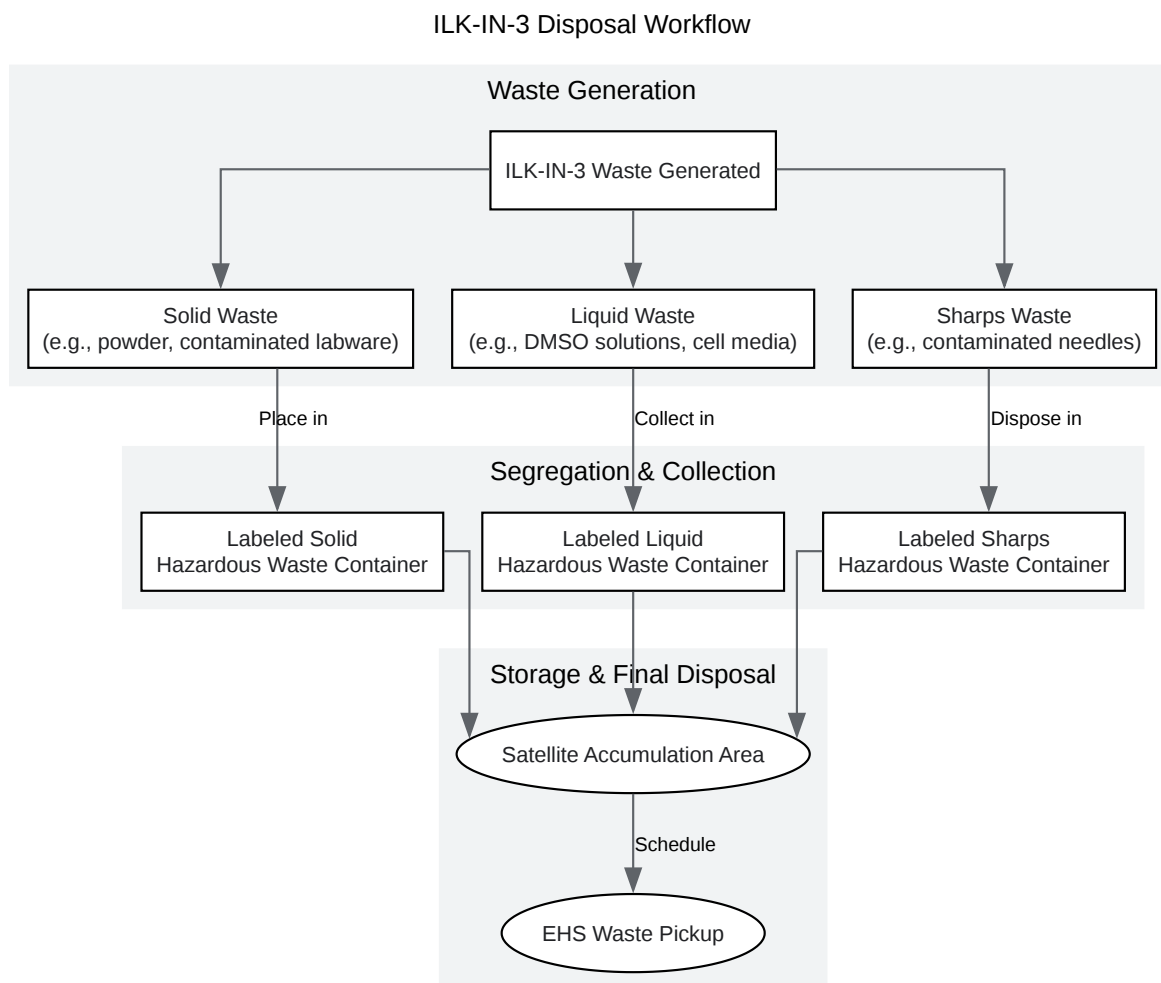 ILK-IN-3 Disposal Workflow
Waste Generation
ILK-IN-3 Waste Generated
Solid Waste
(e.g., powder, contaminated labware)
Liquid Waste
(e.g., DMSO solutions, cell media)
Sharps Waste
(e.g., contaminated needles)
Place in
Collect in
Dispose in
Segregation & Collection
Labeled Solid
Hazardous Waste Container
Labeled Liquid
Hazardous Waste Container
Labeled Sharps
Hazardous Waste Container
Storage & Final Disposal
Satellite Accumulation Area
Schedule
EHS Waste Pickup